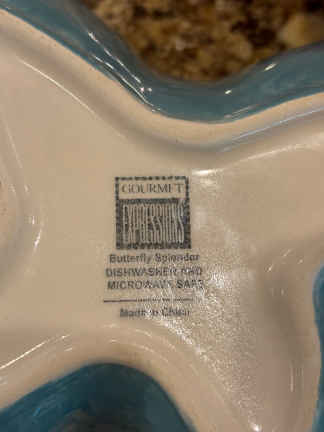 GOURMET
EXPRESSIONS
Butterfly Splendor
DISHWASHER AND
MICROWAVE SAFE
Made in China